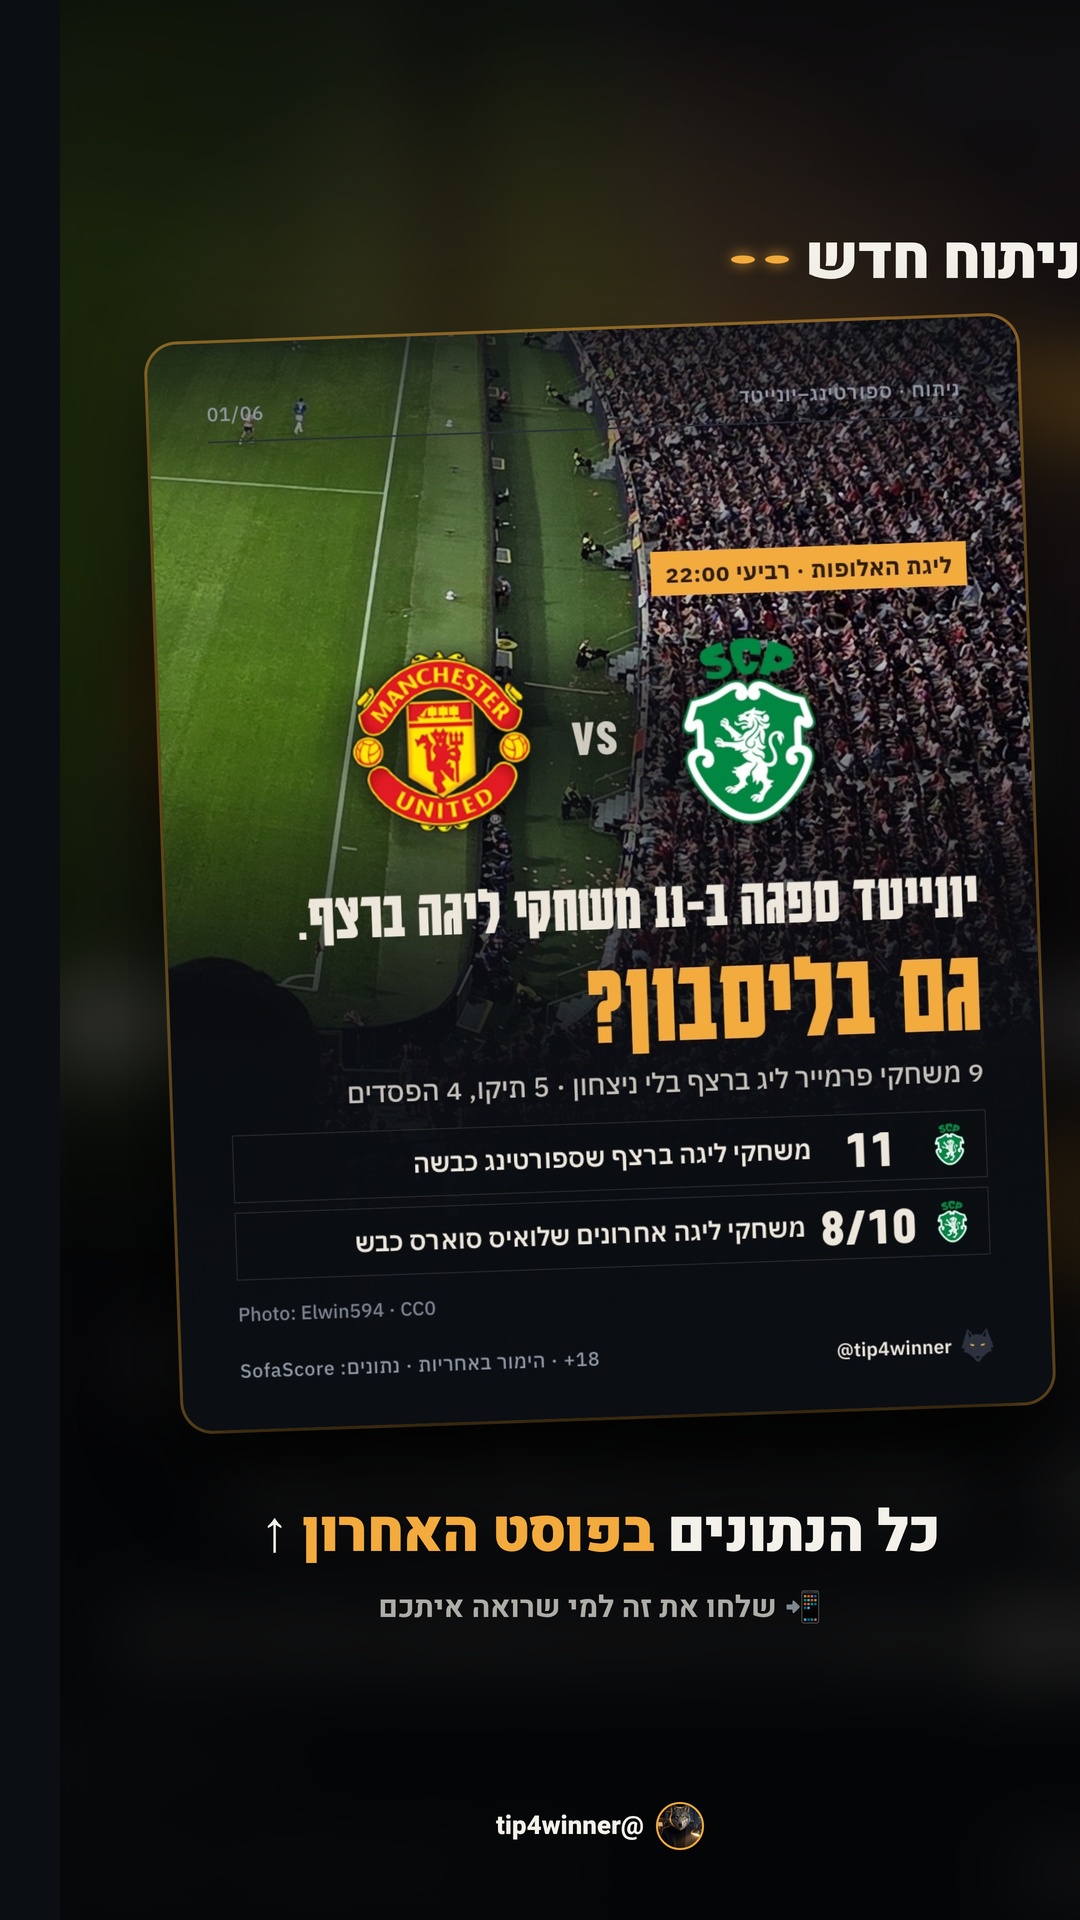 ניתוח חדש
ניתוח · ספורטינג–יונייטד
01/06
ליגת האלופות · רביעי 22:00
SCP
VS
MANCHESTER
UNITED
יונייטד ספגה ב-11 משחקי ליגה ברצף.
גם בליסבון?
9 משחקי פרמייר ליג ברצף בלי ניצחון · 5 תיקו, 4 הפסדים
SCP
11 משחקי ליגה ברצף שספורטינג כבשה
SCP
8/10 משחקי ליגה אחרונים שלואיס סוארס כבש
Photo: Elwin594 · CC0
@tip4winner
18+ · הימור באחריות · נתונים: SofaScore
כל הנתונים בפוסט האחרון ↑
📲 שלחו את זה למי שרואה איתכם
tip4winner@